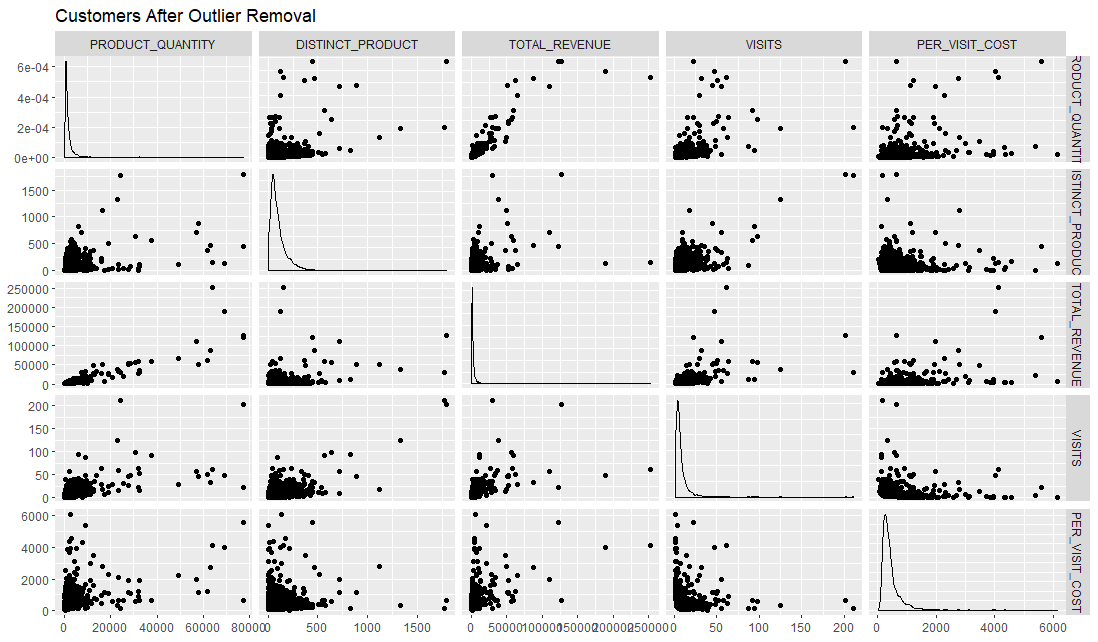 Customers After Outlier Removal
PRODUCT_QUANTITY DISTINCT_PRODUCT TOTAL_REVENUE VISITS PER_VISIT_COST
6e-04
4e-04
2e-04
0e+00
RODUCT_QUANTIT
1500
1000
500
0
ISTINCT_PRODUC
250000
200000
150000
100000
50000
0
TOTAL_REVENUE
200
150
100
50
0
VISITS
6000
4000
2000
0
PER_VISIT_COST
0 20000 40000 60000 80000 0 500 1000 1500 0 50000 100000 150000 200000 250000 0 50 100 150 200 0 2000 4000 6000